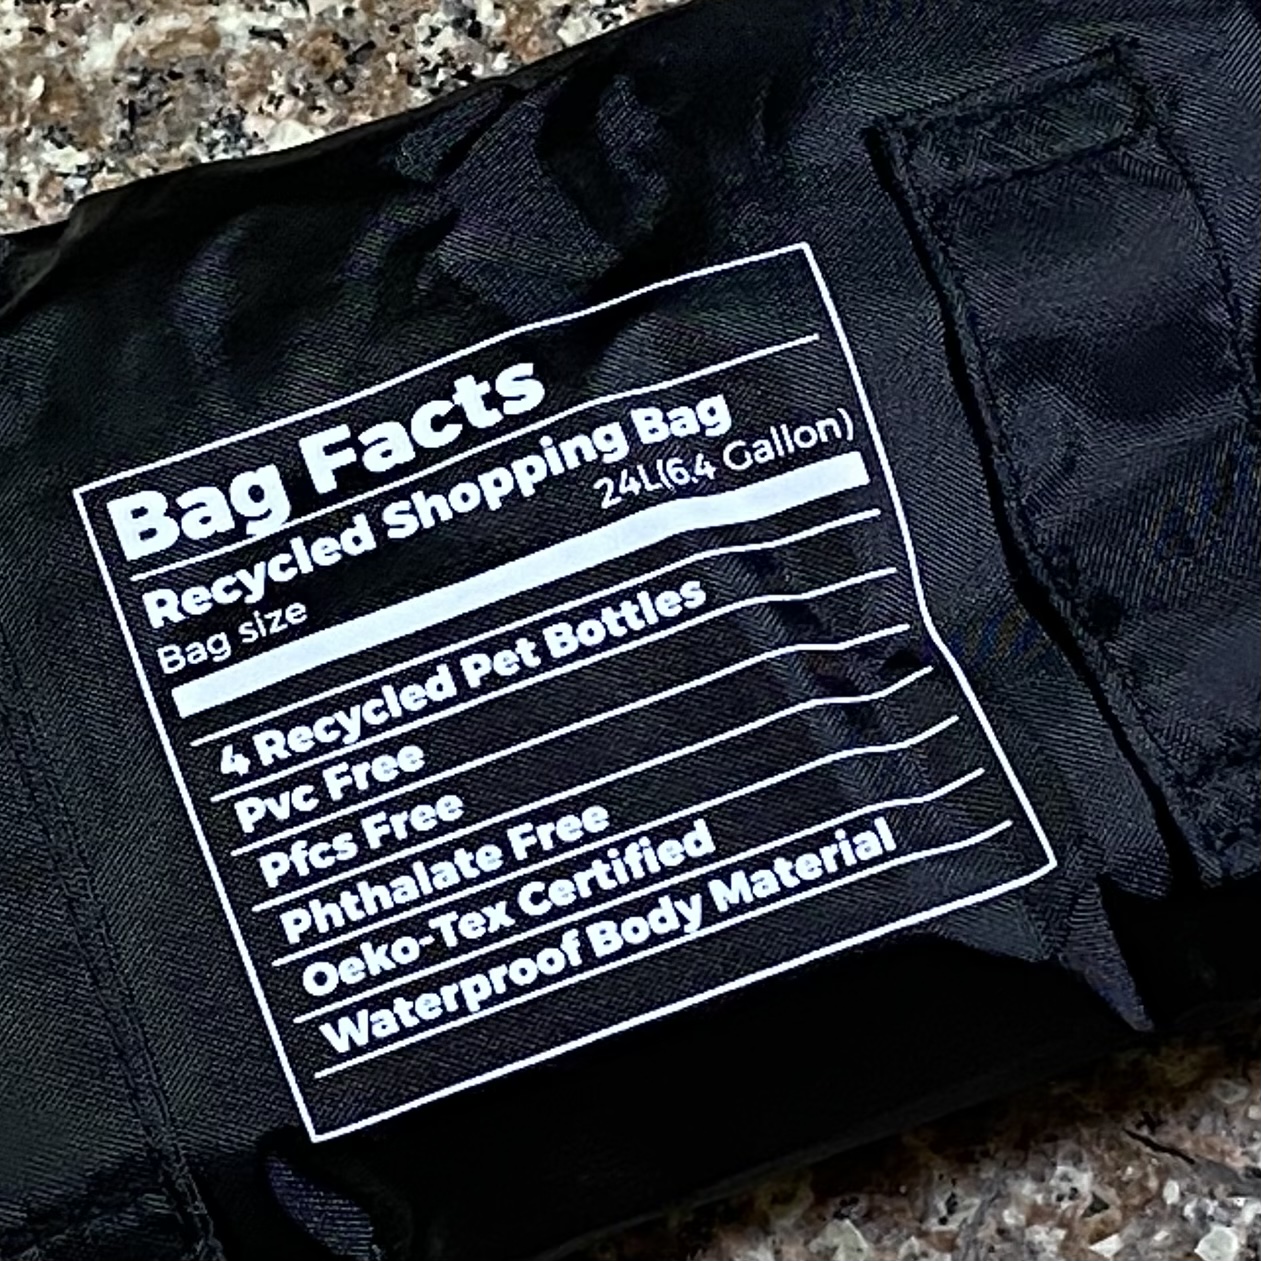 Bag Facts
Recycled Shopping Bag
Bag size 24L(6.4 Gallon)
4 Recycled Pet Bottles
Pvc Free
Pfcs Free
Phthalate Free
Oeko-Tex Certified
Waterproof Body Material